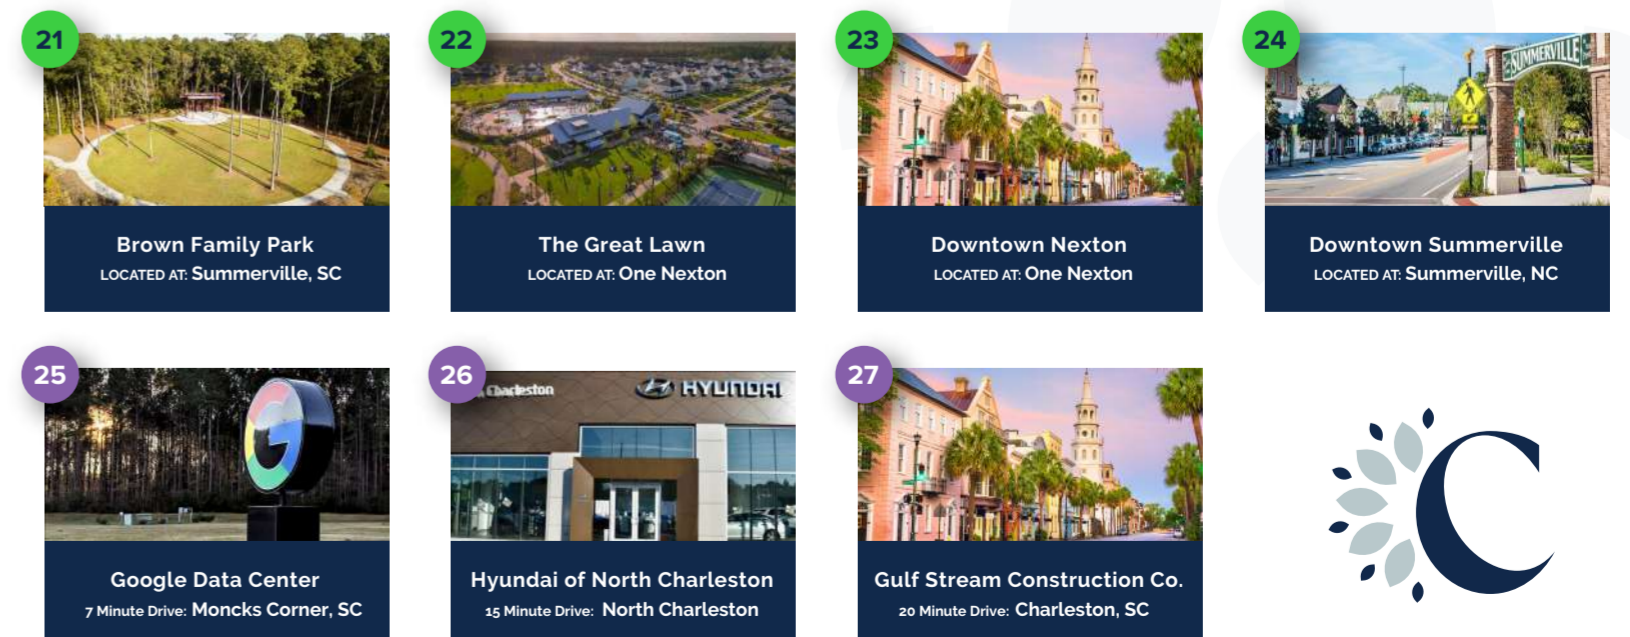 21
22
23
24
SUMMERVILLE
Brown Family Park
LOCATED AT: Summerville, SC
The Great Lawn
LOCATED AT: One Nexton
Downtown Nexton
LOCATED AT: One Nexton
Downtown Summerville
LOCATED AT: Summerville, NC
25
26
27
G
Charleston
HYUNDAI
Google Data Center
7 Minute Drive: Moncks Corner, SC
Hyundai of North Charleston
15 Minute Drive: North Charleston
Gulf Stream Construction Co.
20 Minute Drive: Charleston, SC
C